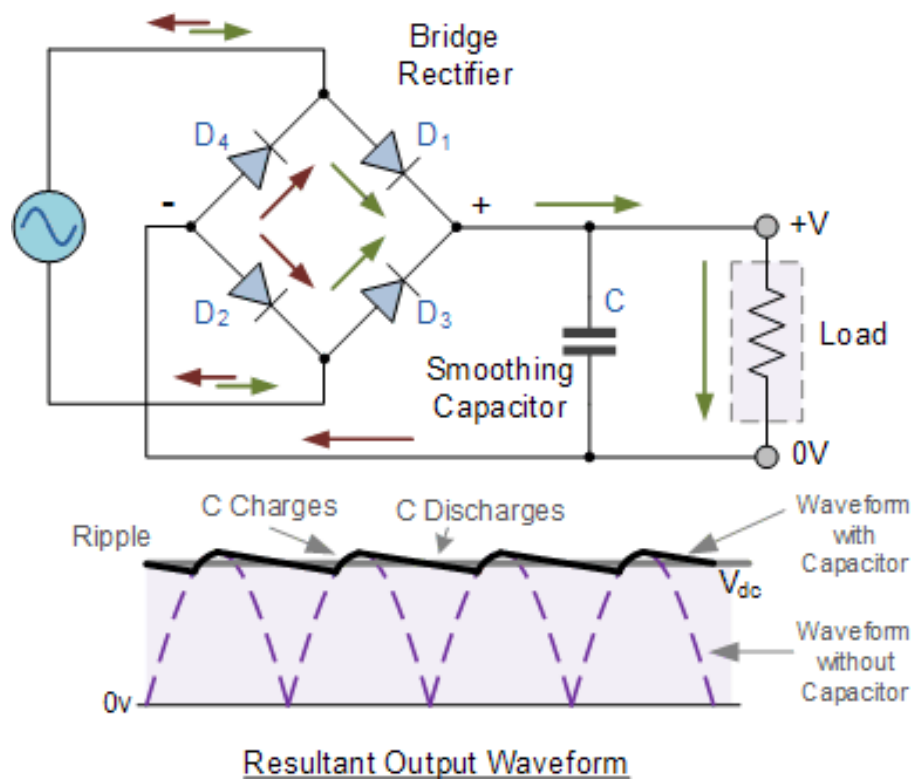 Bridge
Rectifier
D4
D1
-
+
+V
D2
D3
C
Load
Smoothing
Capacitor
0V
C Charges
C Discharges
Ripple
Waveform
with
Capacitor
Vdc
Waveform
without
Capacitor
0v
Resultant Output Waveform